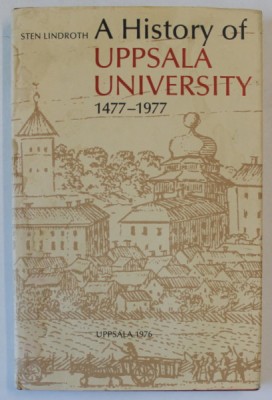 STEN LINDROTH A History of
UPPSALA
UNIVERSITY
1477–1977
UPPSALA 1976